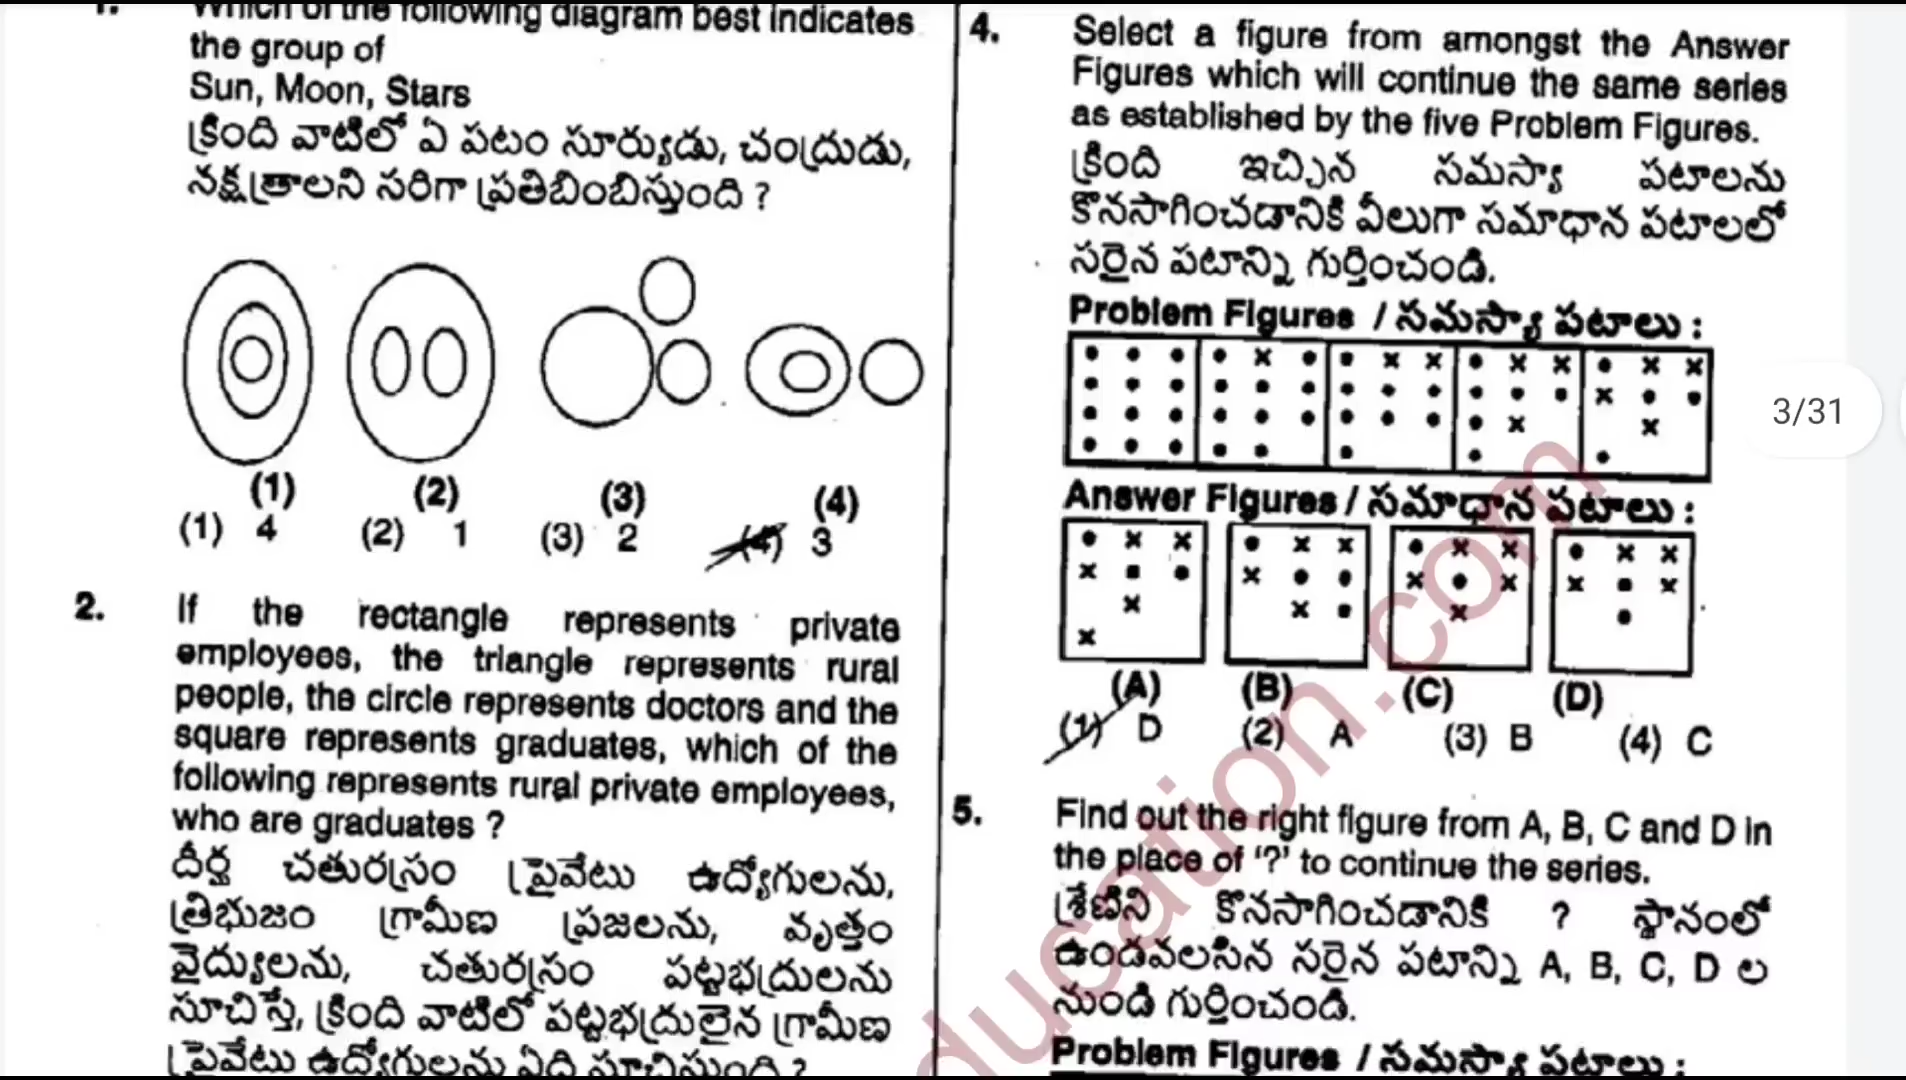 1. Which of the following diagram best indicates
the group of
Sun, Moon, Stars
క్రింది వాటిలో ఏ పటం సూర్యుడు, చంద్రుడు,
నక్షత్రాలని సరిగా ప్రతిబింబిస్తుంది ?
(1) (2) (3) (4)
(1) 4 (2) 1 (3) 2 (4) 3
2. If the rectangle represents private
employees, the triangle represents rural
people, the circle represents doctors and the
square represents graduates, which of the
following represents rural private employees,
who are graduates ?
దీర్ఘ చతురస్రం ప్రైవేటు ఉద్యోగులను,
త్రిభుజం గ్రామీణ ప్రజలను, వృత్తం
వైద్యులను, చతురస్రం పట్టభద్రులను
సూచిస్తే, క్రింది వాటిలో పట్టభద్రులైన గ్రామీణ
ప్రైవేటు ఉద్యోగులను ఏది సూచిస్తుంది ?
4. Select a figure from amongst the Answer
Figures which will continue the same series
as established by the five Problem Figures.
క్రింది ఇచ్చిన సమస్యా పటాలను
కొనసాగించడానికి వీలుగా సమాధాన పటాలలో
సరైన పటాన్ని గుర్తించండి.
Problem Figures / సమస్యా పటాలు :
Answer Figures / సమాధాన పటాలు :
(A) (B) (C) (D)
(1) D (2) A (3) B (4) C
5. Find out the right figure from A, B, C and D in
the place of ‘?’ to continue the series.
శ్రేణిని కొనసాగించడానికి ? స్థానంలో
ఉండవలసిన సరైన పటాన్ని A, B, C, D ల
నుండి గుర్తించండి.
Problem Figures / సమస్యా పటాలు :
3/31
ducation.com